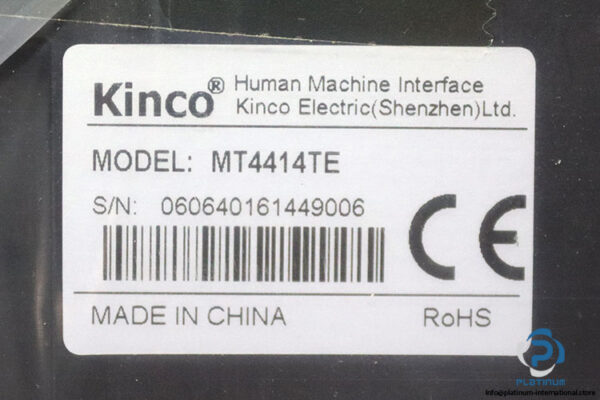 Kinco® Human Machine Interface
Kinco Electric(Shenzhen)Ltd.
MODEL: MT4414TE
S/N: 060640161449006
CE
MADE IN CHINA RoHS
PLATINUM
info@platinum-international.store